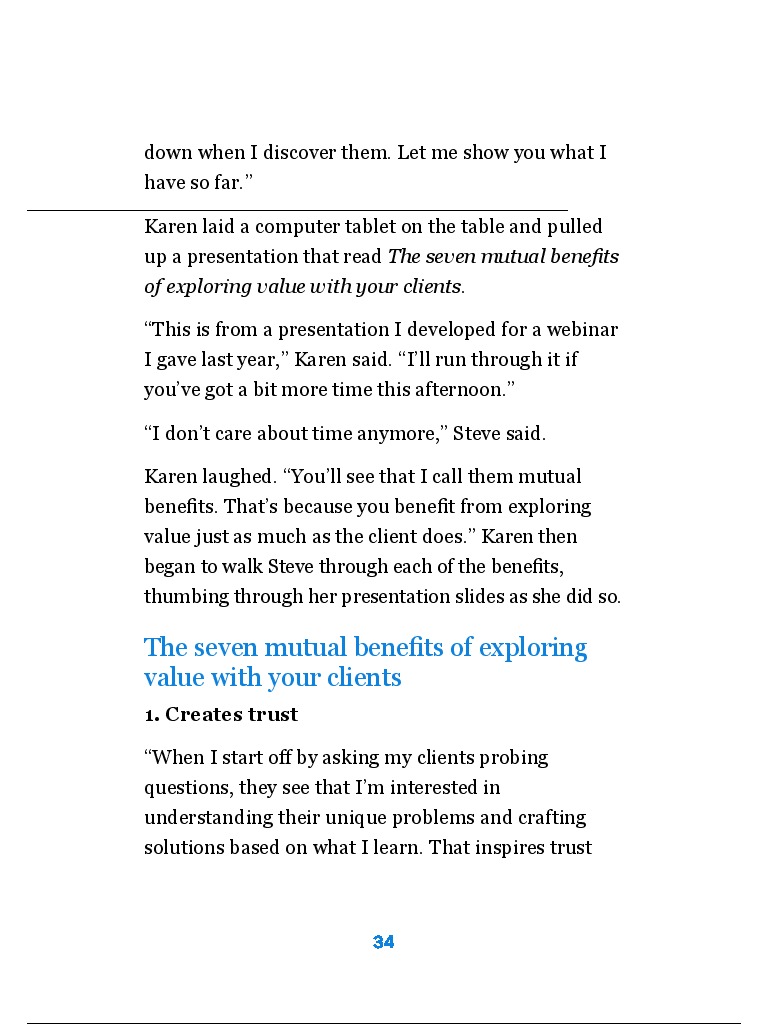 down when I discover them. Let me show you what I
have so far.”
Karen laid a computer tablet on the table and pulled
up a presentation that read The seven mutual benefits
of exploring value with your clients.
“This is from a presentation I developed for a webinar
I gave last year,” Karen said. “I’ll run through it if
you’ve got a bit more time this afternoon.”
“I don’t care about time anymore,” Steve said.
Karen laughed. “You’ll see that I call them mutual
benefits. That’s because you benefit from exploring
value just as much as the client does.” Karen then
began to walk Steve through each of the benefits,
thumbing through her presentation slides as she did so.
The seven mutual benefits of exploring
value with your clients
1. Creates trust
“When I start off by asking my clients probing
questions, they see that I’m interested in
understanding their unique problems and crafting
solutions based on what I learn. That inspires trust
34